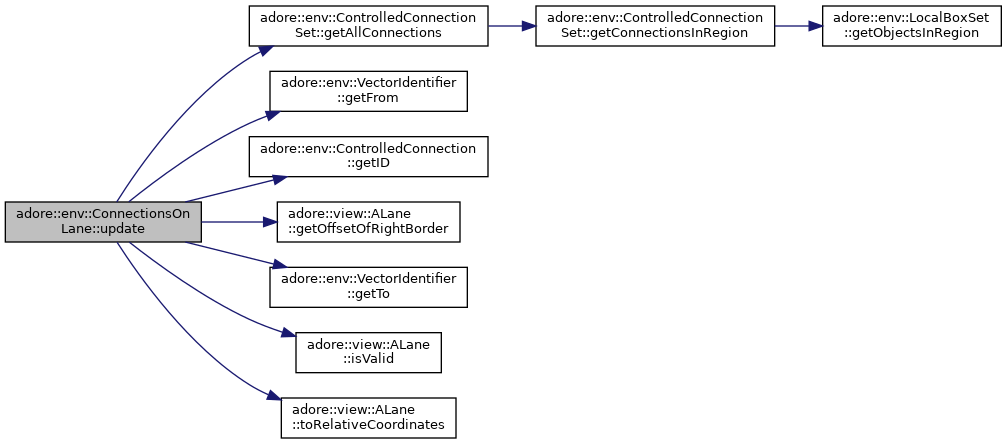 adore::env::ControlledConnection
Set::getAllConnections
adore::env::ControlledConnection
Set::getConnectionsInRegion
adore::env::LocalBoxSet
::getObjectsInRegion
adore::env::VectorIdentifier
::getFrom
adore::env::ControlledConnection
::getID
adore::env::ConnectionsOn
Lane::update
adore::view::ALane
::getOffsetOfRightBorder
adore::env::VectorIdentifier
::getTo
adore::view::ALane
::isValid
adore::view::ALane
::toRelativeCoordinates